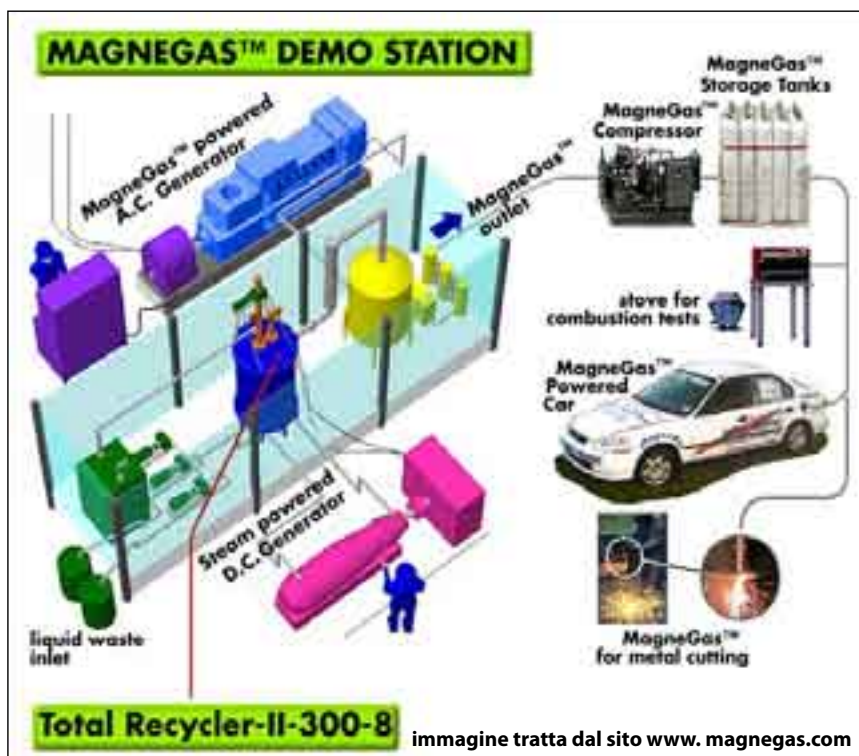 MAGNEGAS™ DEMO STATION
MagneGas™ powered
A.C. Generator
MagneGas™
outlet
MagneGas™
Compressor
MagneGas™
Storage Tanks
stove for
combustion tests
MagneGas™
Powered
Car
Steam powered
D.C. Generator
liquid waste
inlet
MagneGas™
for metal cutting
Total Recycler-II-300-8
immagine tratta dal sito www. magnegas.com